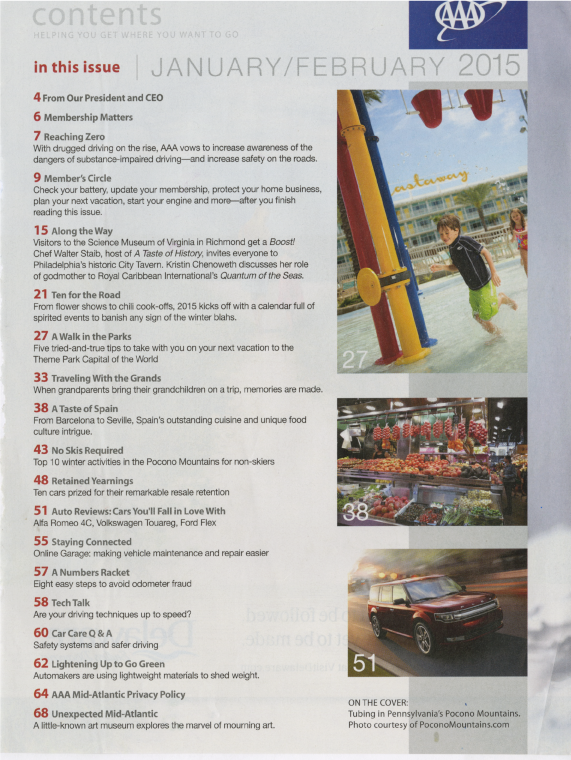 contents
HELPING YOU GET WHERE YOU WANT TO GO
AAA
in this issue | JANUARY/FEBRUARY 2015
4 From Our President and CEO
6 Membership Matters
7 Reaching Zero
With drugged driving on the rise, AAA vows to increase awareness of the
dangers of substance-impaired driving—and increase safety on the roads.
9 Member's Circle
Check your battery, update your membership, protect your home business,
plan your next vacation, start your engine and more—after you finish
reading this issue.
15 Along the Way
Visitors to the Science Museum of Virginia in Richmond get a Boost!
Chef Walter Staib, host of A Taste of History, invites everyone to
Philadelphia's historic City Tavern. Kristin Chenoweth discusses her role
of godmother to Royal Caribbean International's Quantum of the Seas.
21 Ten for the Road
From flower shows to chili cook-offs, 2015 kicks off with a calendar full of
spirited events to banish any sign of the winter blahs.
27 A Walk in the Parks
Five tried-and-true tips to take with you on your next vacation to the
Theme Park Capital of the World
33 Traveling With the Grands
When grandparents bring their grandchildren on a trip, memories are made.
38 A Taste of Spain
From Barcelona to Seville, Spain's outstanding cuisine and unique food
culture intrigue.
43 No Skis Required
Top 10 winter activities in the Pocono Mountains for non-skiers
48 Retained Yearnings
Ten cars prized for their remarkable resale retention
51 Auto Reviews: Cars You'll Fall in Love With
Alfa Romeo 4C, Volkswagen Touareg, Ford Flex
55 Staying Connected
Online Garage: making vehicle maintenance and repair easier
57 A Numbers Racket
Eight easy steps to avoid odometer fraud
58 Tech Talk
Are your driving techniques up to speed?
60 Car Care Q & A
Safety systems and safer driving
62 Lightening Up to Go Green
Automakers are using lightweight materials to shed weight.
64 AAA Mid-Atlantic Privacy Policy
68 Unexpected Mid-Atlantic
A little-known art museum explores the marvel of mourning art.
astaway
27
38
51
ON THE COVER:
Tubing in Pennsylvania's Pocono Mountains.
Photo courtesy of PoconoMountains.com